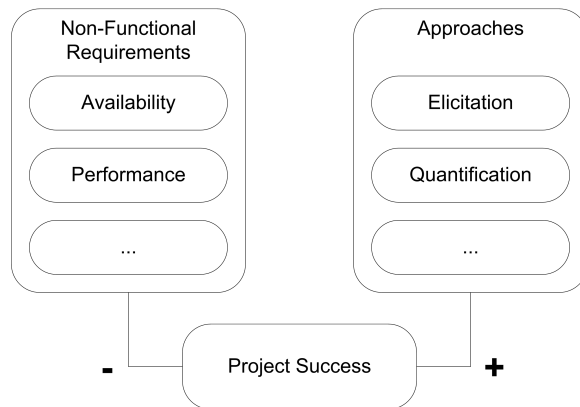 Non-Functional
Requirements
Availability
Performance
...
Approaches
Elicitation
Quantification
...
-
Project Success
+